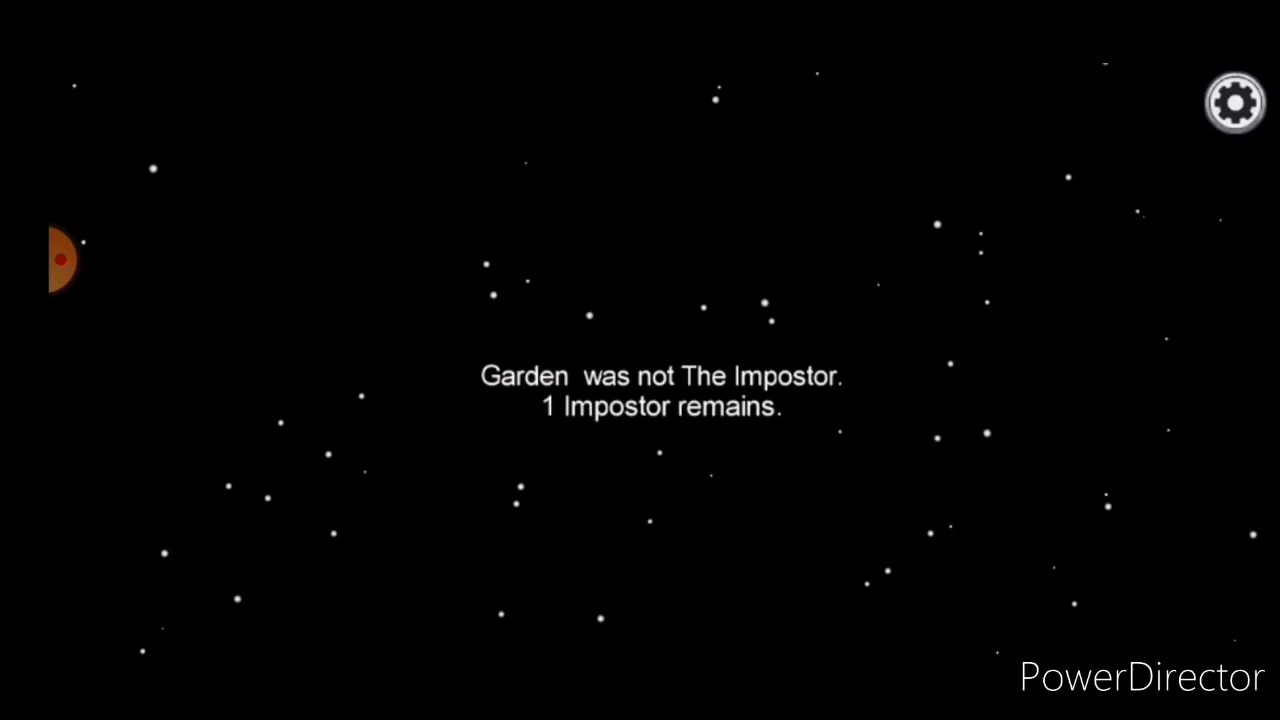 Garden  was not The Impostor.
1 Impostor remains.
PowerDirector